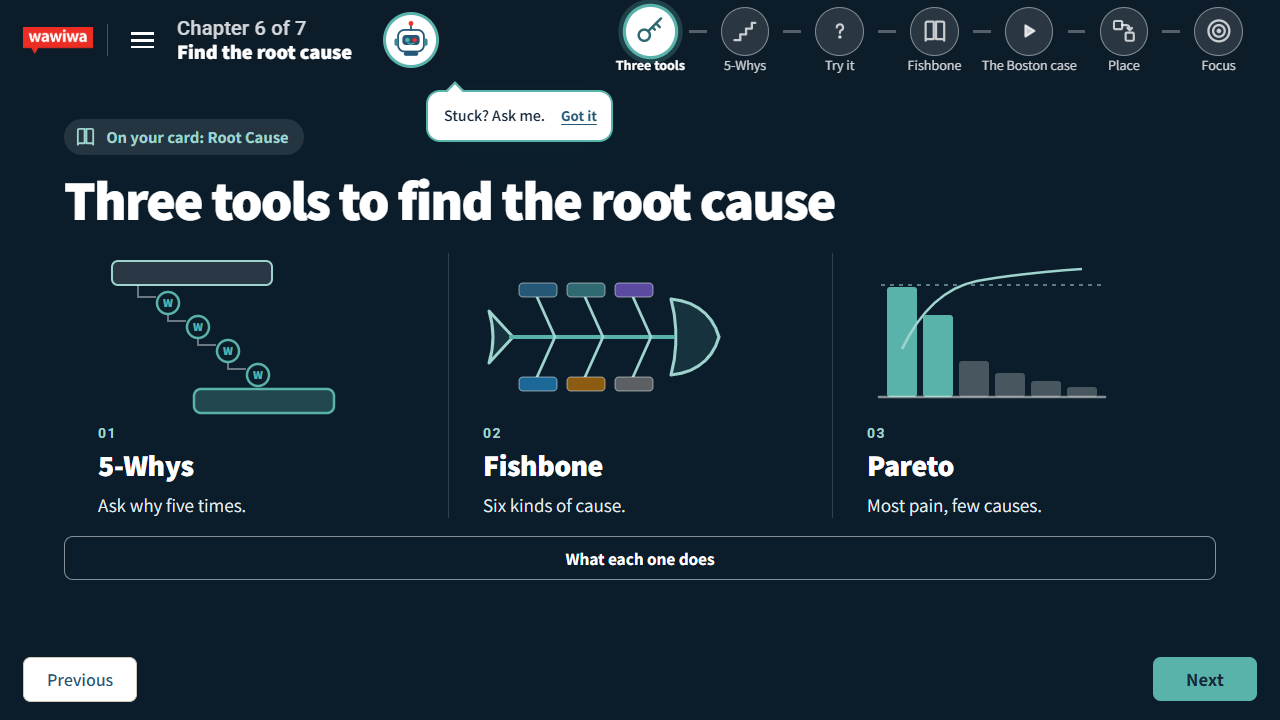 wawiwa
Chapter 6 of 7
Find the root cause
Three tools
5-Whys
?
Try it
Fishbone
The Boston case
Place
Focus
Stuck? Ask me. Got it
On your card: Root Cause
Three tools to find the root cause
W
W
W
W
01
5-Whys
Ask why five times.
02
Fishbone
Six kinds of cause.
03
Pareto
Most pain, few causes.
What each one does
Previous
Next